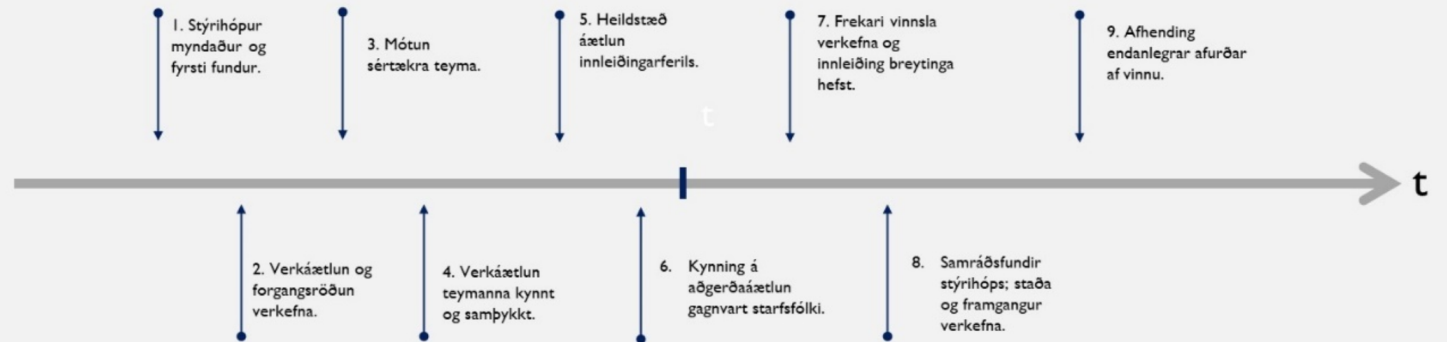 1. Stýrihópur
myndaður og
fyrsti fundur.
2. Verkáætlun og
forgangsröðun
verkefna.
3. Mótun
sértækra teyma.
4. Verkáætlun
teymanna kynnt
og samþykkt.
5. Heildstæð
áætlun
innleiðingarferils.
6. Kynning á
aðgerðaáætlun
gagnvart starfsfólki.
7. Frekari vinnsla
verkefna og
innleiðing breytinga
hefst.
8. Samráðsfundir
stýrihóps; staða
og framgangur
verkefna.
9. Afhending
endanlegrar afurðar
af vinnu.
t
t